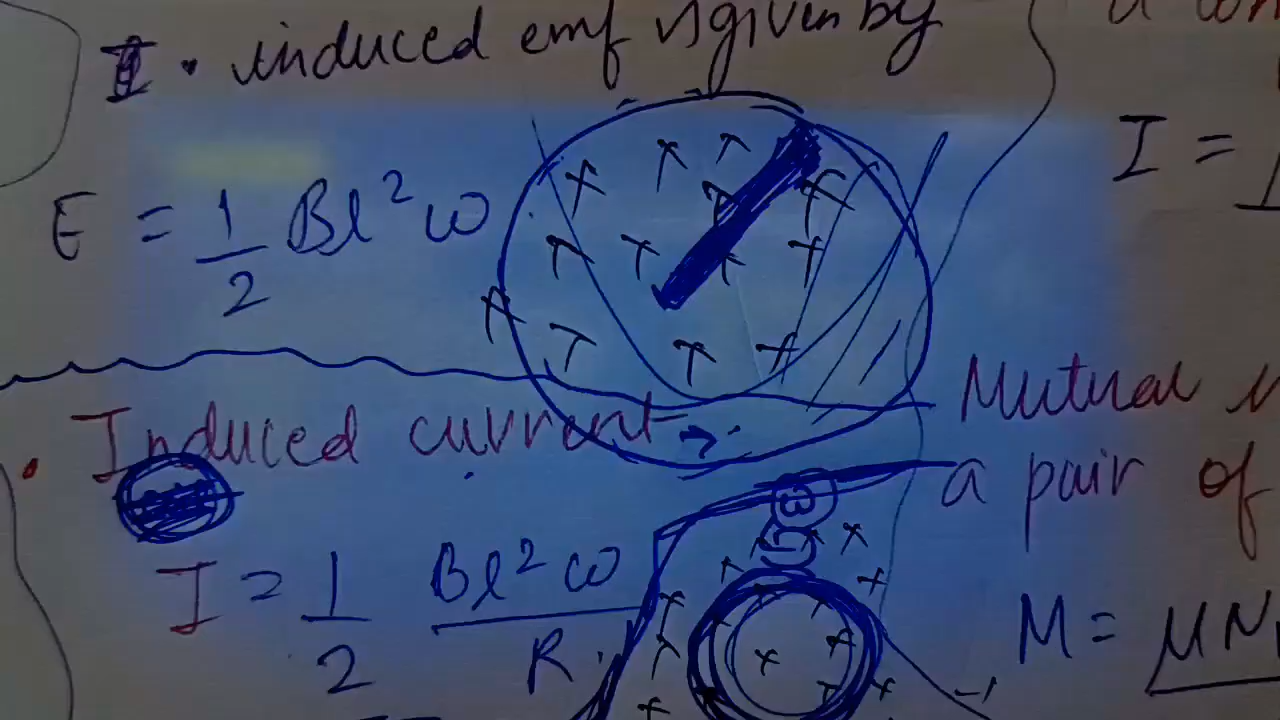 induced emf is given by
E = 1/2 Bl²ω
Induced current →
I = 1/2 Bl²ω/R
I =
Mutual
a pair of
M = μN